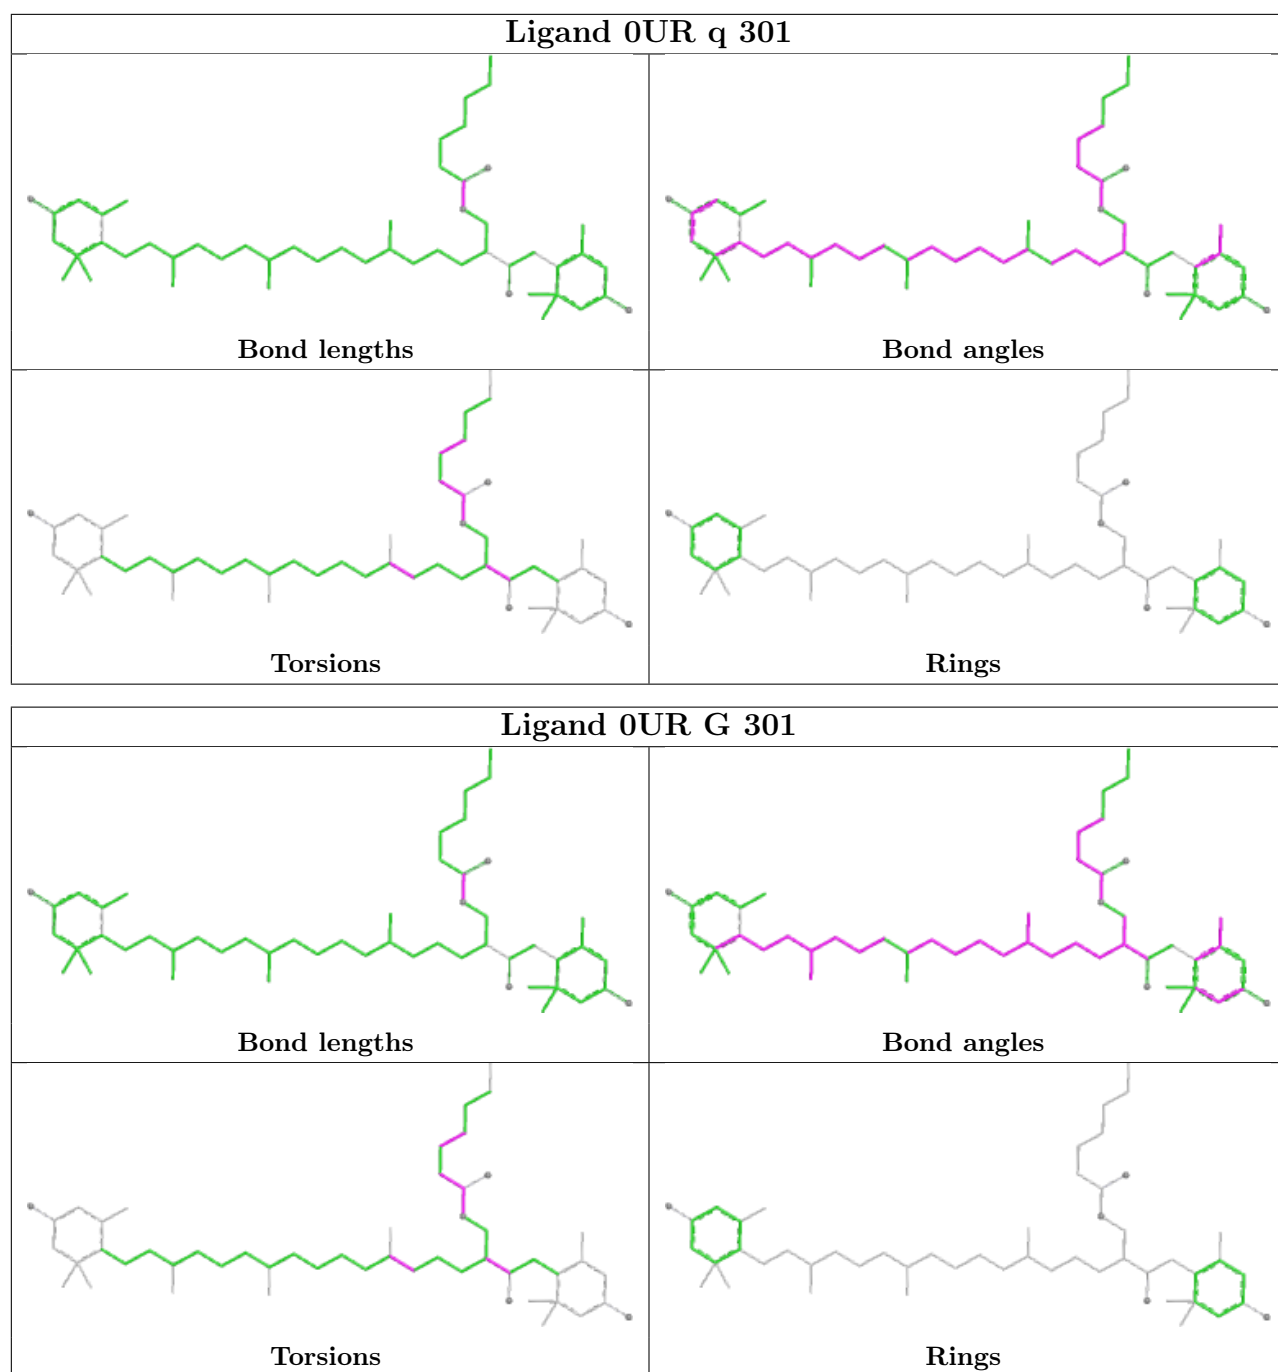 Ligand 0UR q 301
Bond lengths
Bond angles
Torsions
Rings
Ligand 0UR G 301
Bond lengths
Bond angles
Torsions
Rings